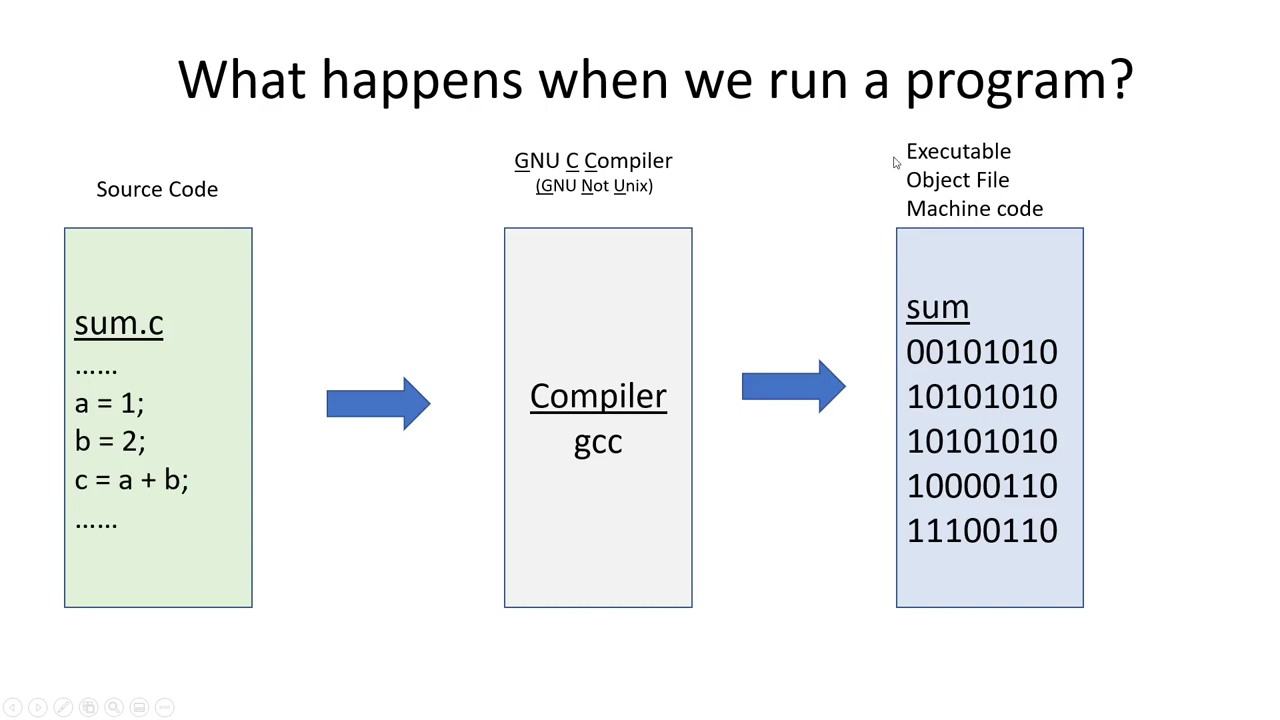 What happens when we run a program?
Source Code
sum.c
......
a = 1;
b = 2;
c = a + b;
......
GNU C Compiler
(GNU Not Unix)
Compiler
gcc
Executable
Object File
Machine code
sum
00101010
10101010
10101010
10000110
11100110